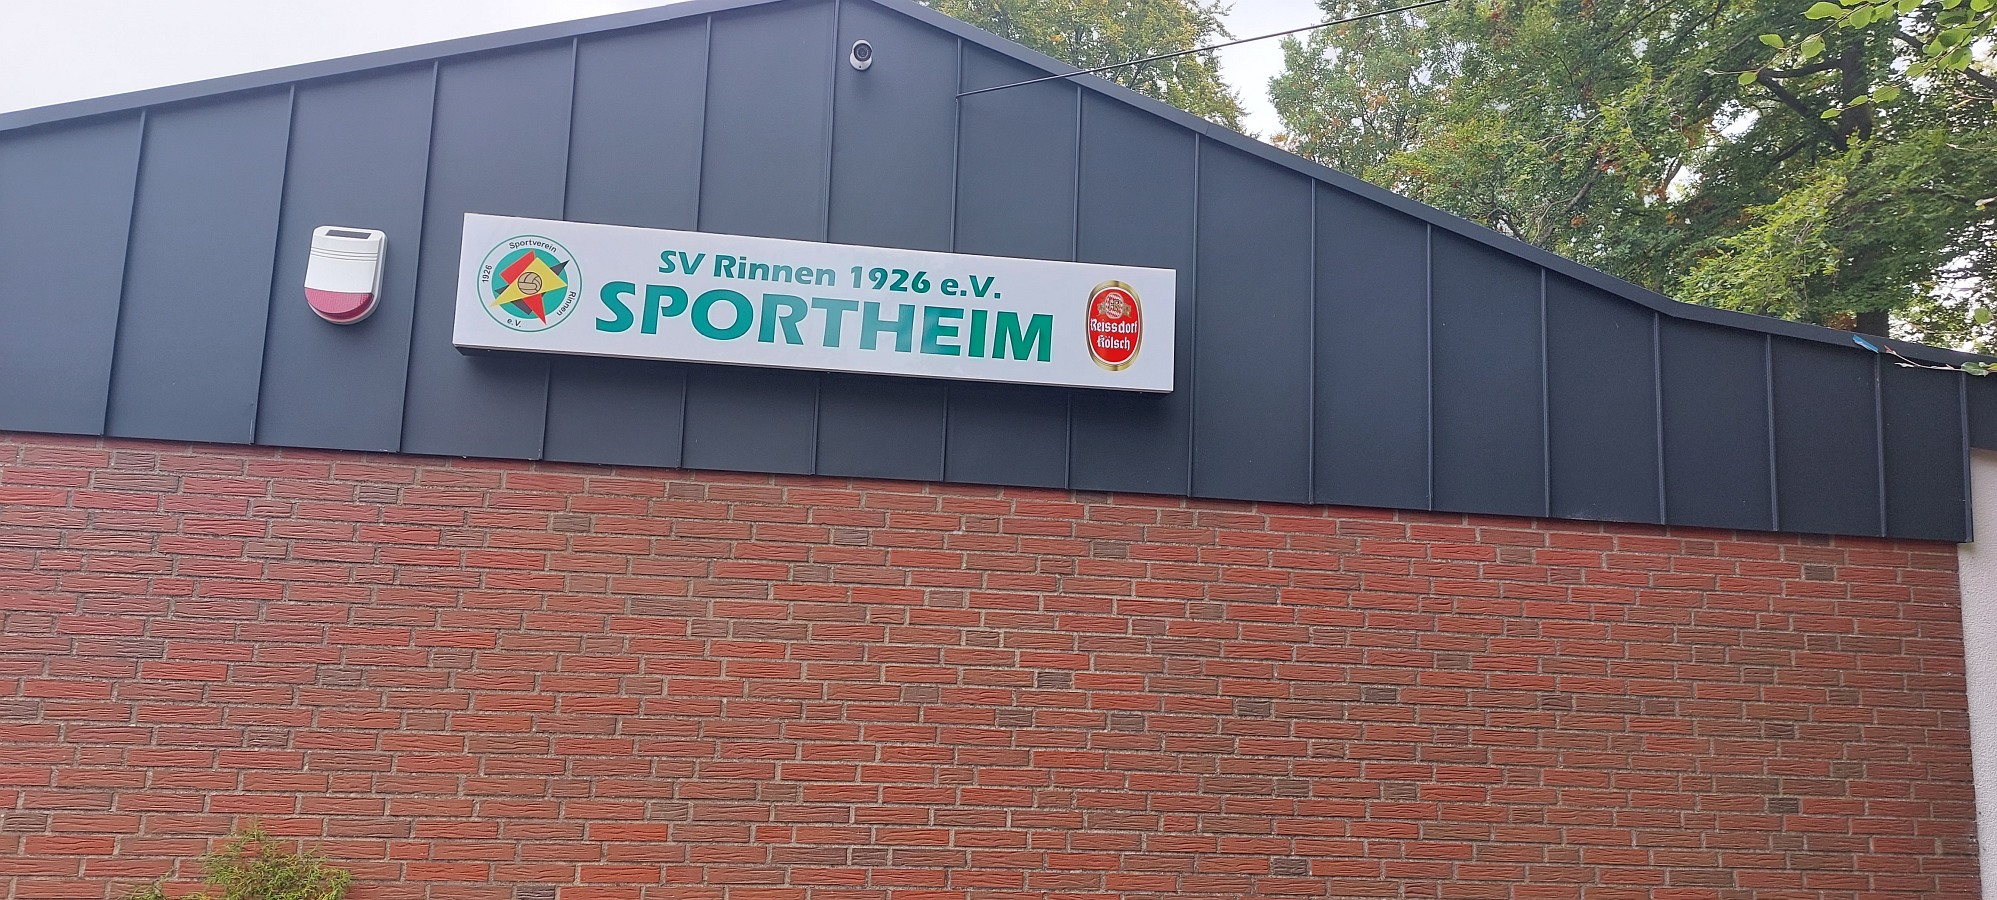 Sportverein
1926
Rinnen
e.V.
SV Rinnen 1926 e.V.
SPORTHEIM
Reissdorf
Kölsch